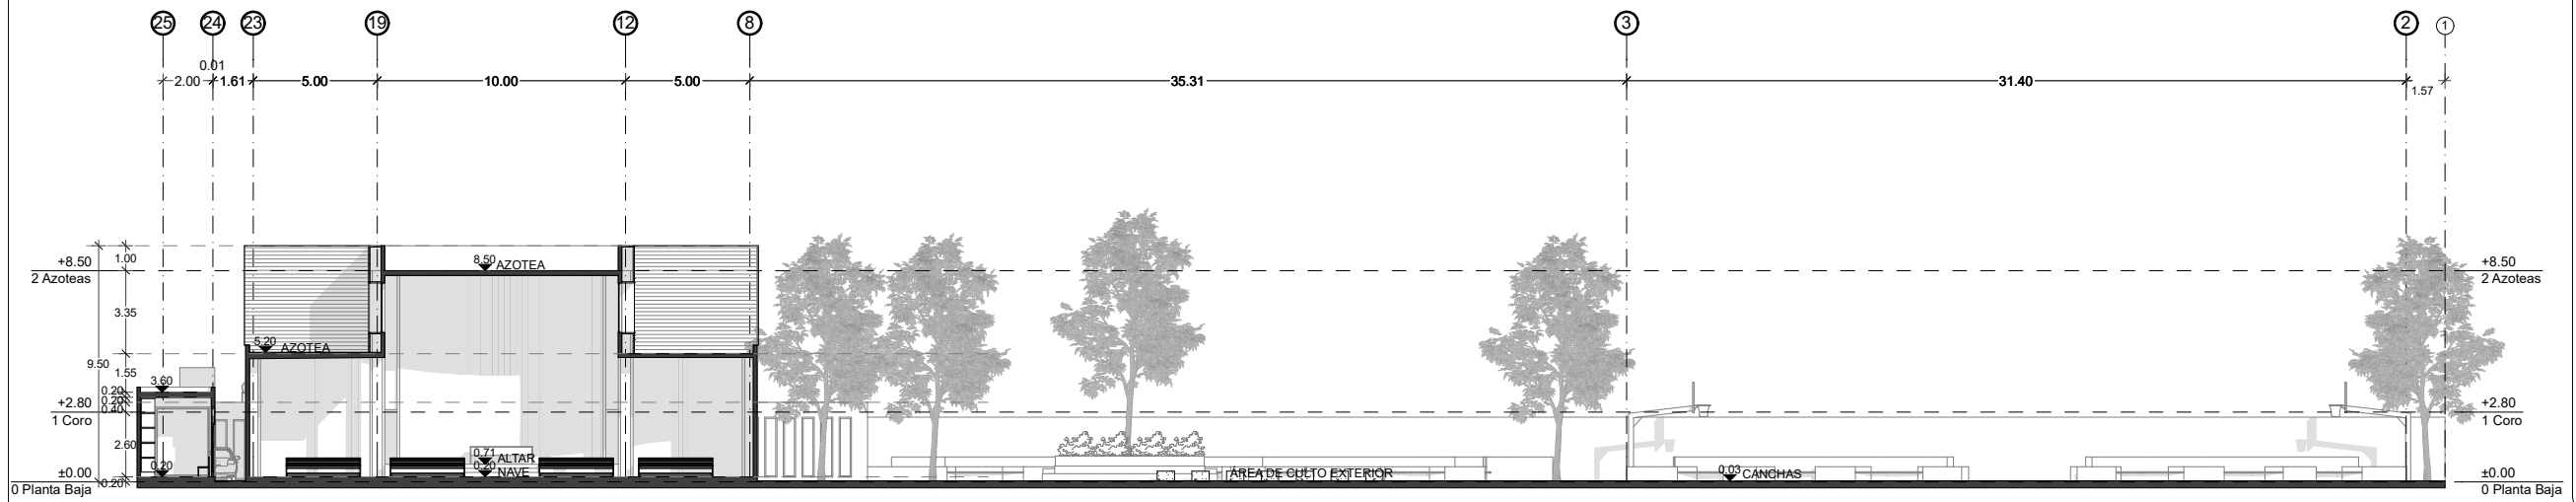 25 24 23 19 12 8 3 2 1
0.01
2.00 1.61 5.00 10.00 5.00 35.31 31.40 1.57
+8.50
2 Azoteas
1.00
8.50 AZOTEA
+8.50
2 Azoteas
3.35
5.20 AZOTEA
9.50
1.55
0.20
3.60
0.20
0.40
+2.80
1 Coro
+2.80
1 Coro
2.60
0.71 ALTAR
0.20 NAVE
0.20
ÁREA DE CULTO EXTERIOR
0.03 CANCHAS
±0.00
0 Planta Baja
0.20
±0.00
0 Planta Baja